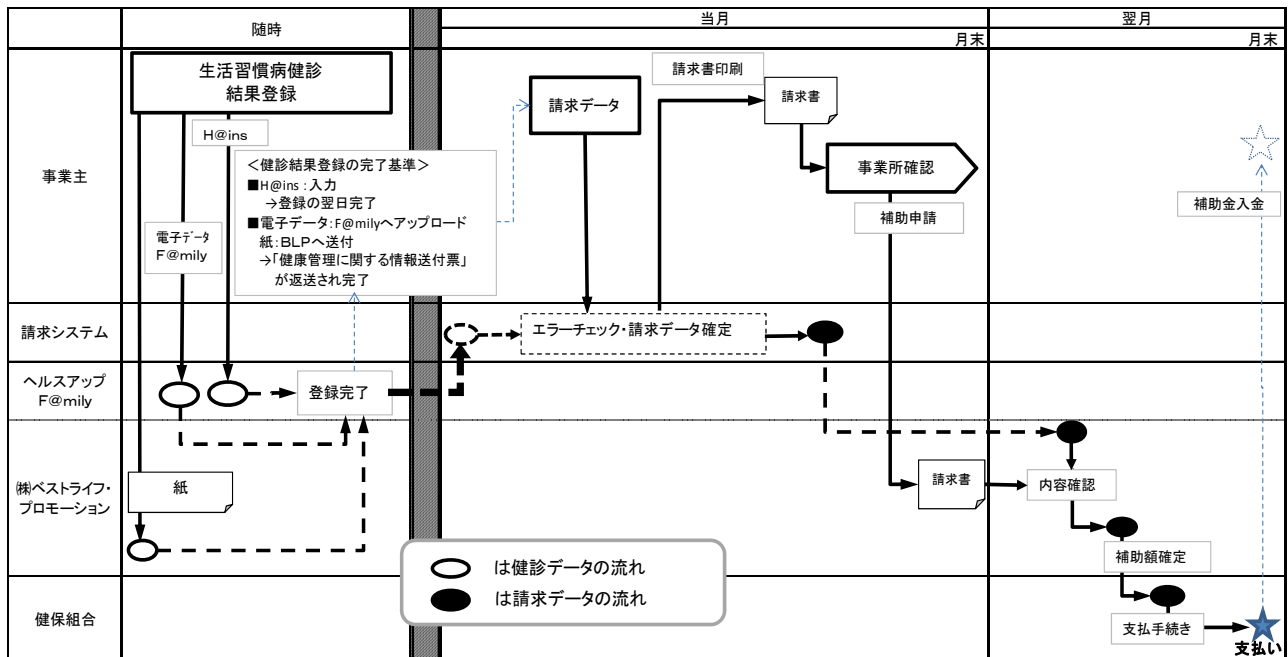 随時
当月
翌月
月末
月末
事業主
生活習慣病健診
結果登録
H@ins
電子ﾃﾞｰﾀ
F@mily
＜健診結果登録の完了基準＞
■H@ins：入力
→登録の翌日完了
■電子データ：F@milyへアップロード
紙：BLPへ送付
→「健康管理に関する情報送付票」
が返送され完了
請求データ
請求書印刷
請求書
事業所確認
補助申請
補助金入金
請求システム
エラーチェック・請求データ確定
ヘルスアップ
F@mily
登録完了
㈱ベストライフ・
プロモーション
紙
請求書
内容確認
補助額確定
は健診データの流れ
は請求データの流れ
健保組合
支払手続き
支払い